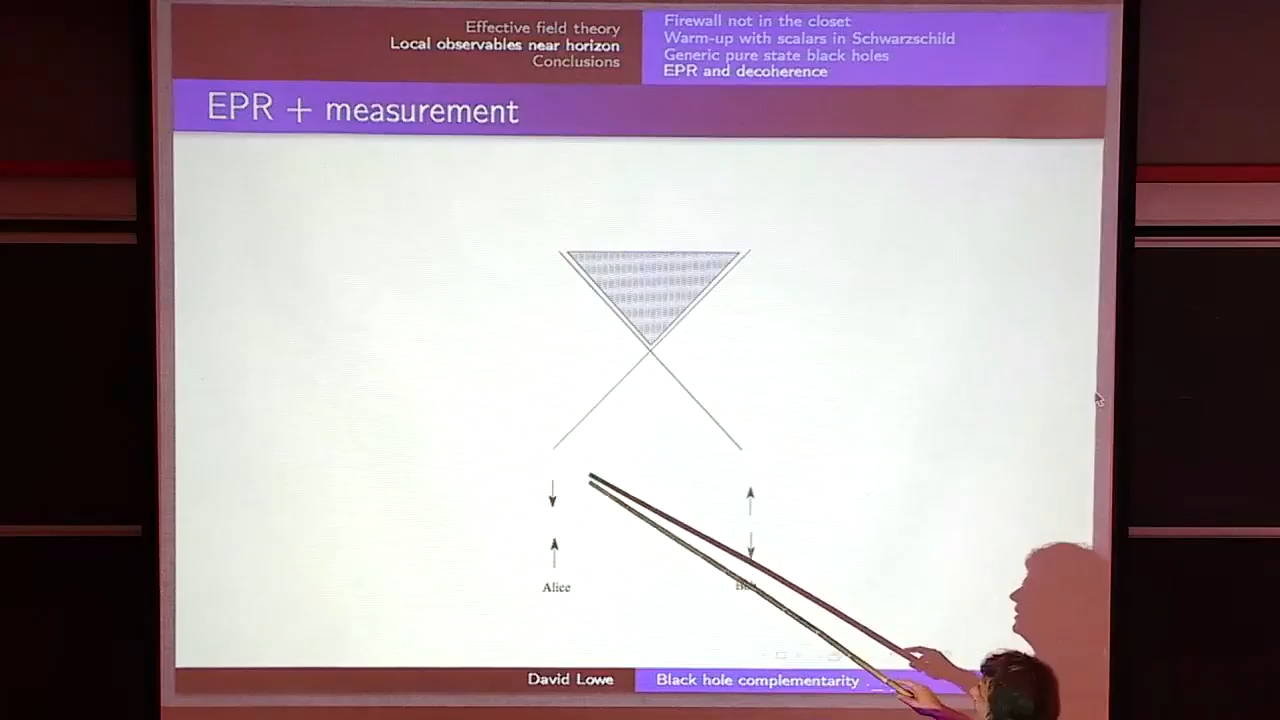 Effective field theory
Local observables near horizon
Conclusions
Firewall not in the closet
Warm-up with scalars in Schwarzschild
Generic pure state black holes
EPR and decoherence
EPR + measurement
Alice
David Lowe
Black hole complementarity